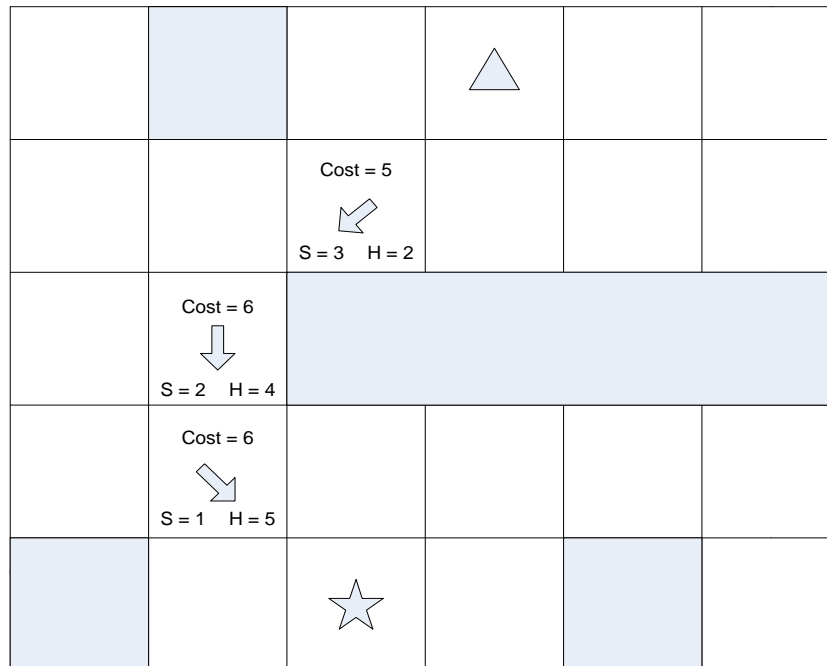 Cost = 5
S = 3 H = 2
Cost = 6
S = 2 H = 4
Cost = 6
S = 1 H = 5